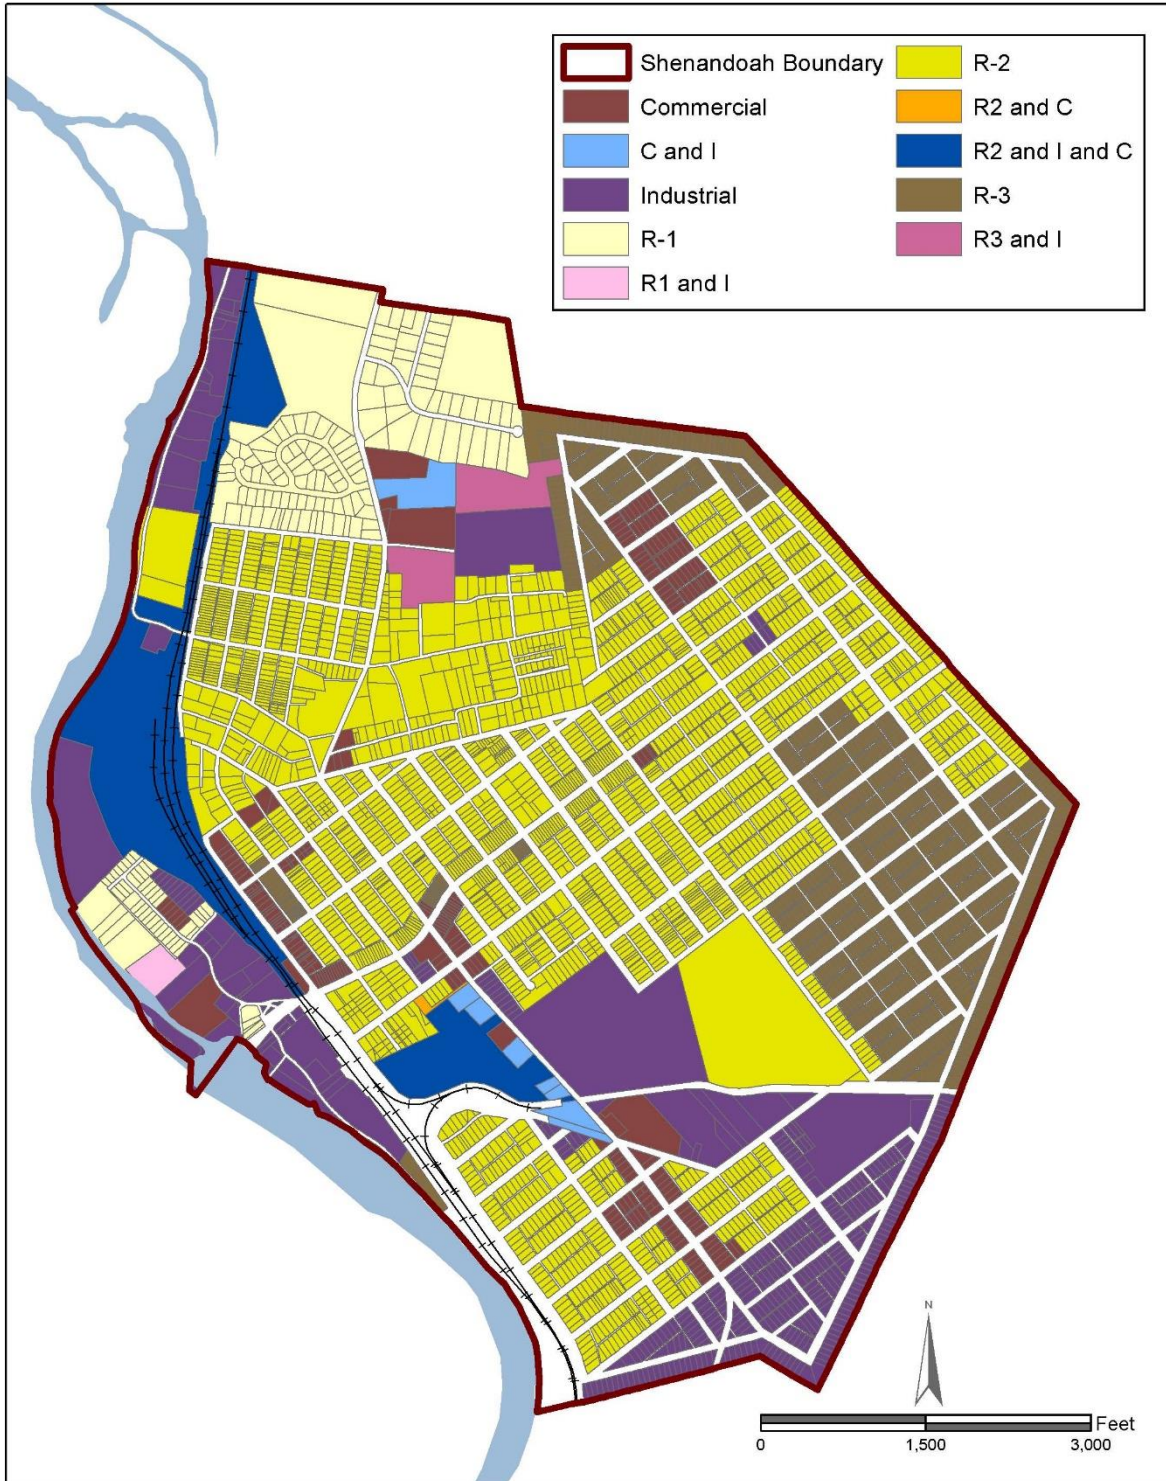 Shenandoah Boundary
Commercial
C and I
Industrial
R-1
R1 and I
R-2
R2 and C
R2 and I and C
R-3
R3 and I
N
Feet
0 1,500 3,000